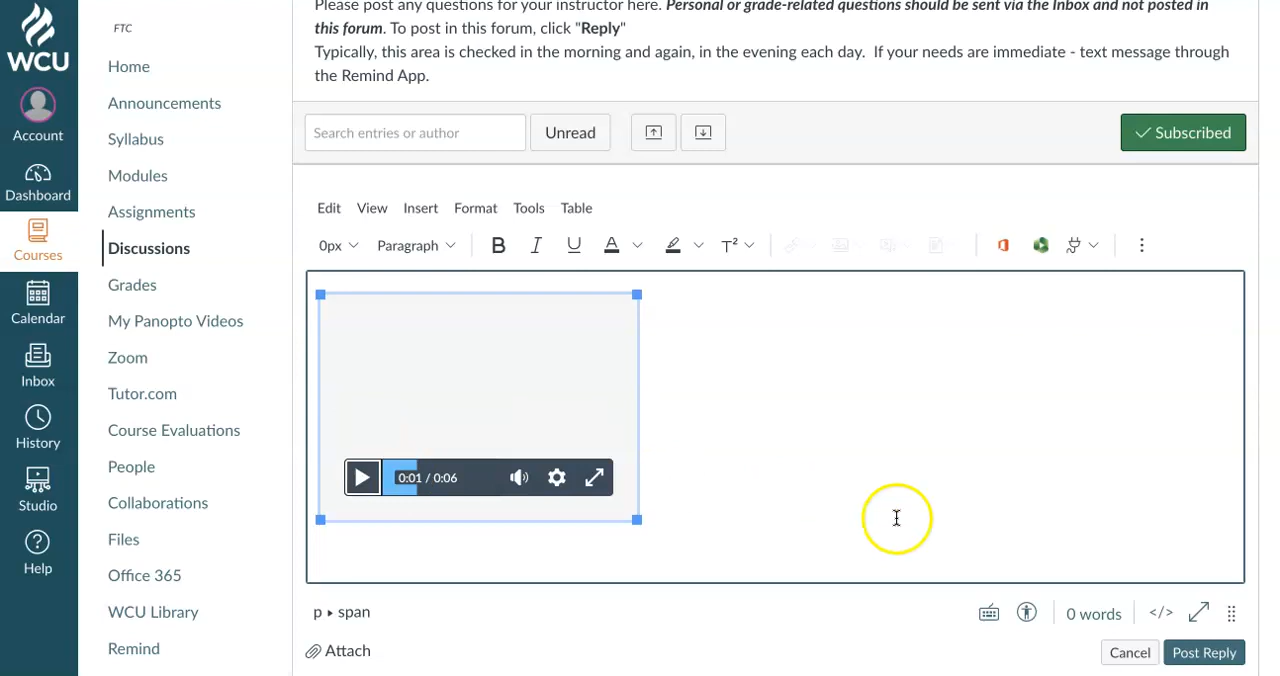 Please post any questions for your instructor here. Personal or grade-related questions should be sent via the Inbox and not posted in
this forum. To post in this forum, click "Reply"
Typically, this area is checked in the morning and again, in the evening each day.  If your needs are immediate - text message through
the Remind App.
WCU
Account
Dashboard
Courses
Calendar
Inbox
History
Studio
Help
FTC
Home
Announcements
Syllabus
Modules
Assignments
Discussions
Grades
My Panopto Videos
Zoom
Tutor.com
Course Evaluations
People
Collaborations
Files
Office 365
WCU Library
Remind
Search entries or author
Unread
Subscribed
Edit View Insert Format Tools Table
0px Paragraph B I U A T²
0:01 / 0:06
p ▸ span
0 words </>
Attach
Cancel Post Reply